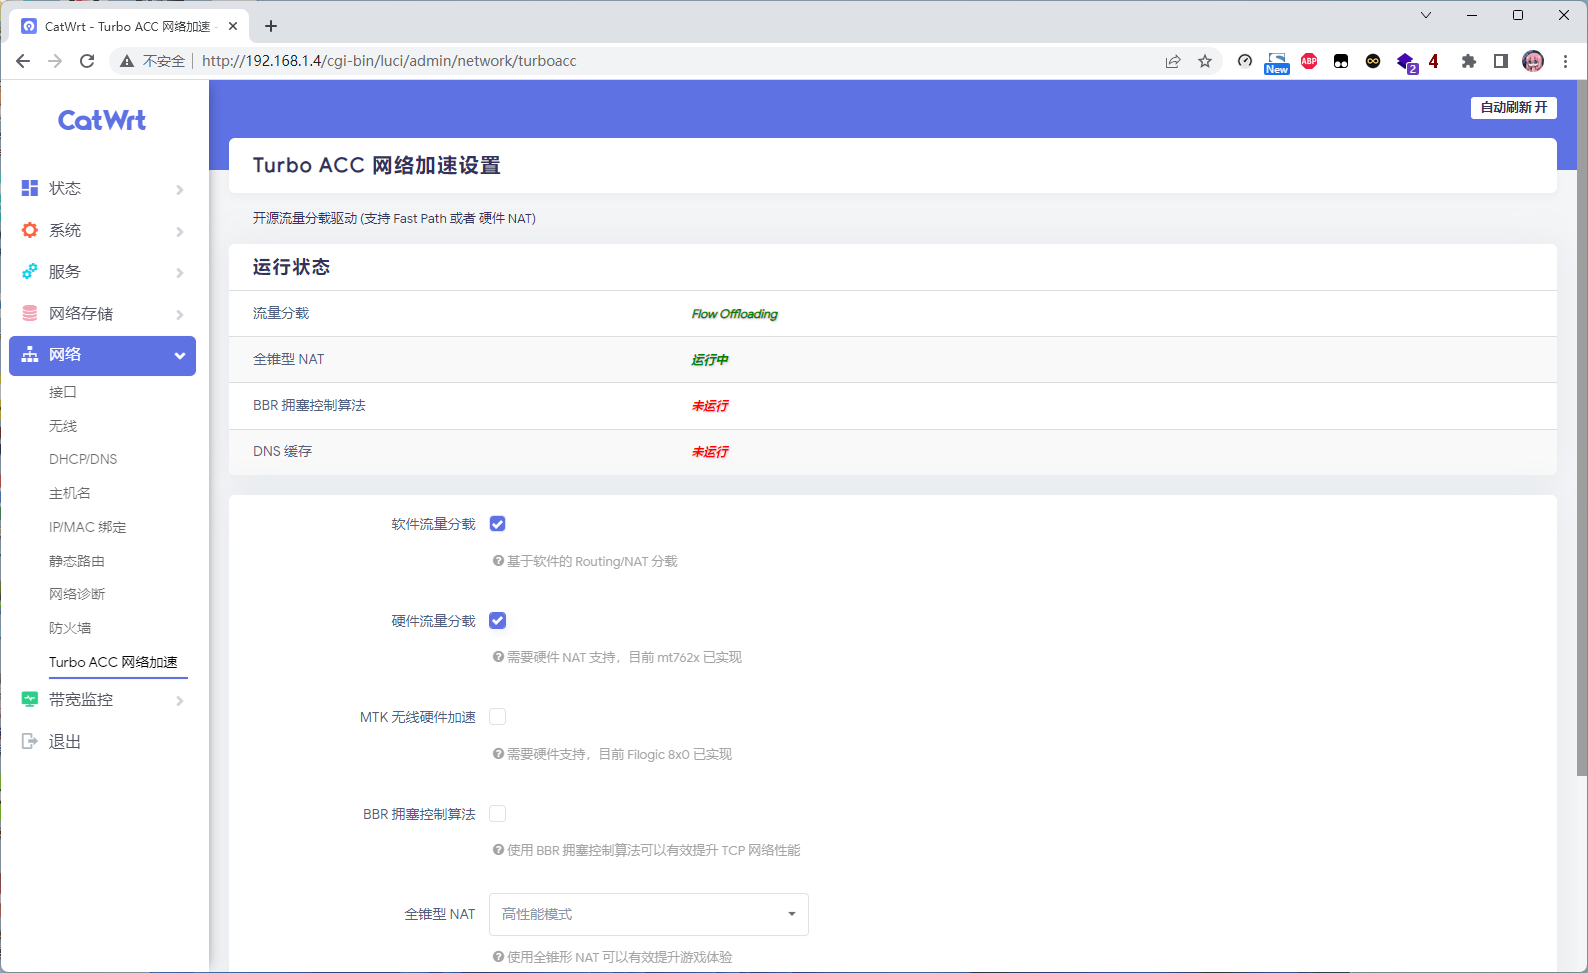 CatWrt - Turbo ACC 网络加速 -
不安全
http://192.168.1.4/cgi-bin/luci/admin/network/turboacc
New
ABP
2
4
CatWrt
自动刷新 开
状态
系统
服务
网络存储
网络
接口
无线
DHCP/DNS
主机名
IP/MAC 绑定
静态路由
网络诊断
防火墙
Turbo ACC 网络加速
带宽监控
退出
Turbo ACC 网络加速设置
开源流量分载驱动 (支持 Fast Path 或者 硬件 NAT)
运行状态
流量分载 Flow Offloading
全锥型 NAT 运行中
BBR 拥塞控制算法 未运行
DNS 缓存 未运行
软件流量分载
基于软件的 Routing/NAT 分载
硬件流量分载
需要硬件 NAT 支持，目前 mt762x 已实现
MTK 无线硬件加速
需要硬件支持，目前 Filogic 8x0 已实现
BBR 拥塞控制算法
使用 BBR 拥塞控制算法可以有效提升 TCP 网络性能
全锥型 NAT 高性能模式
使用全锥形 NAT 可以有效提升游戏体验